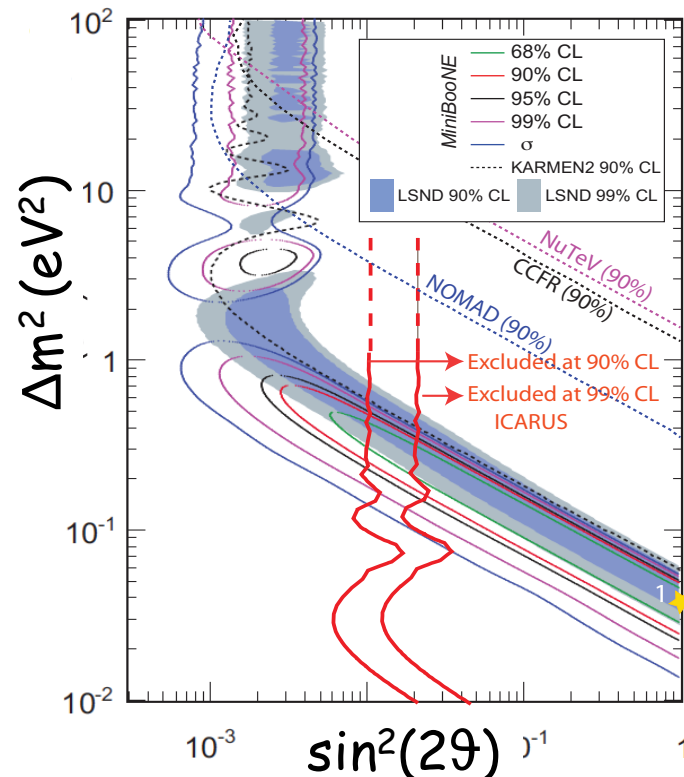 10²
10
1
10⁻¹
10⁻²
Δm² (eV²)
MiniBooNE
68% CL
90% CL
95% CL
99% CL
σ
KARMEN2 90% CL
LSND 90% CL
LSND 99% CL
NuTeV (90%)
CCFR (90%)
NOMAD (90%)
Excluded at 90% CL
Excluded at 99% CL
ICARUS
1
10⁻³
sin²(2ϑ)
)⁻¹
1